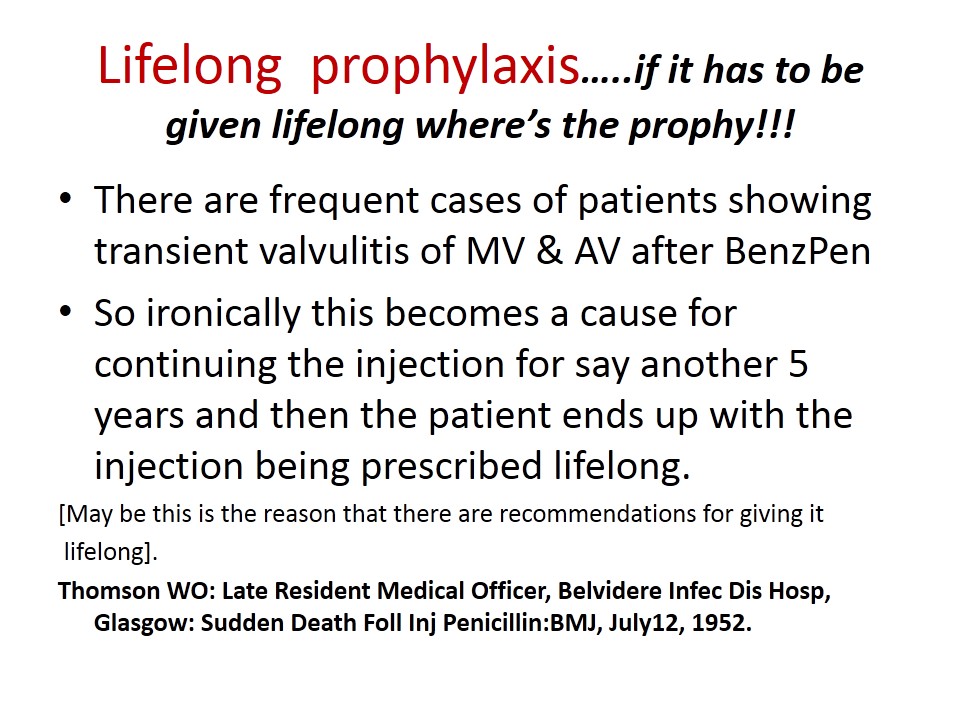 Lifelong  prophylaxis…..if it has to be
given lifelong where’s the prophy!!!
• There are frequent cases of patients showing
transient valvulitis of MV & AV after BenzPen
• So ironically this becomes a cause for
continuing the injection for say another 5
years and then the patient ends up with the
injection being prescribed lifelong.
[May be this is the reason that there are recommendations for giving it
lifelong].
Thomson WO: Late Resident Medical Officer, Belvidere Infec Dis Hosp,
Glasgow: Sudden Death Foll Inj Penicillin:BMJ, July12, 1952.